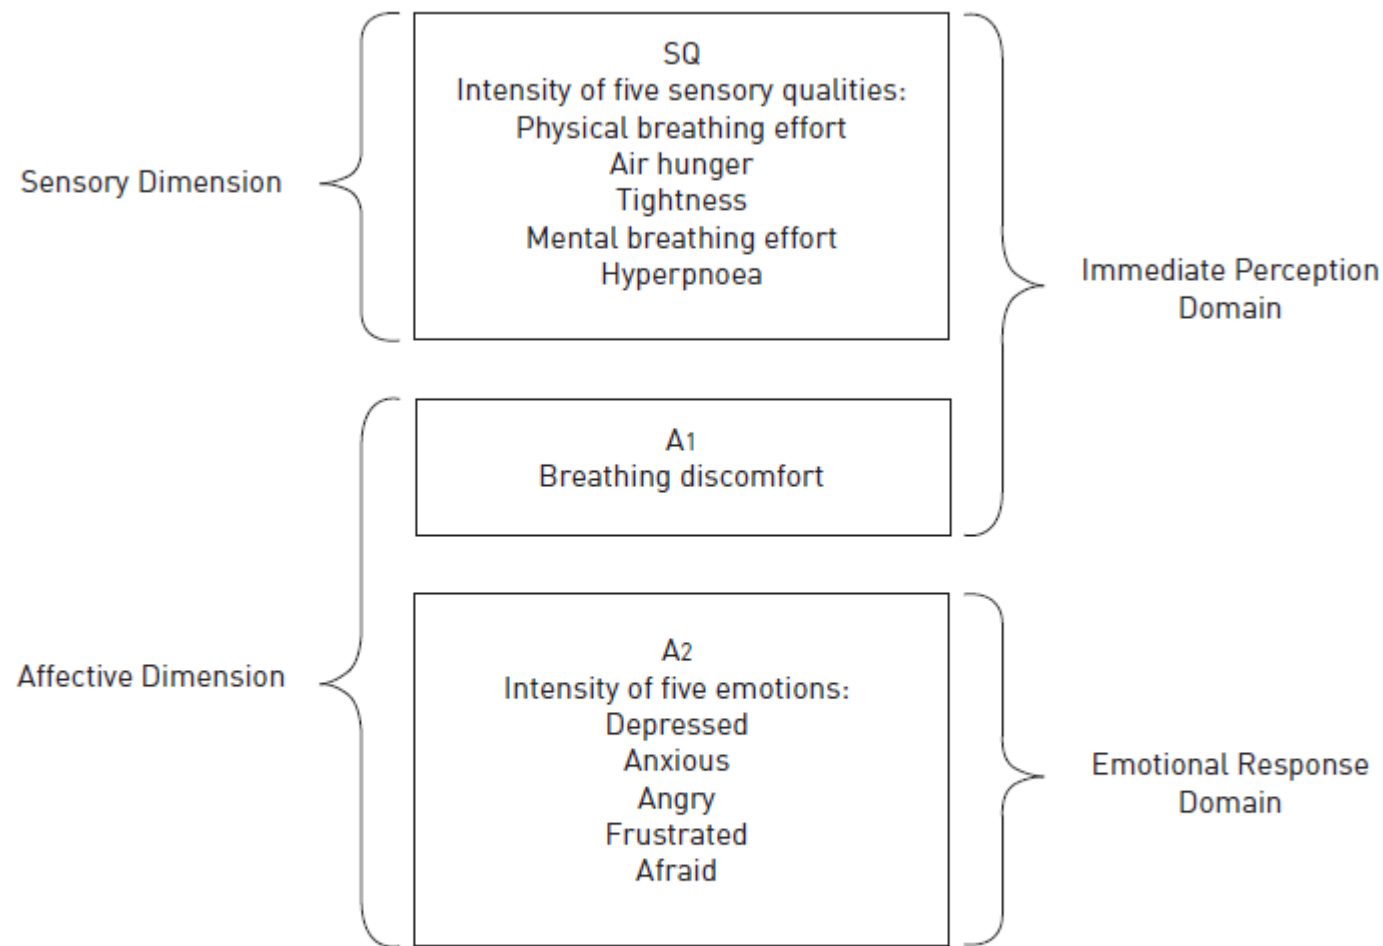 SQ
Intensity of five sensory qualities:
Physical breathing effort
Air hunger
Tightness
Mental breathing effort
Hyperpnoea
Sensory Dimension
Immediate Perception
Domain
A1
Breathing discomfort
Affective Dimension
A2
Intensity of five emotions:
Depressed
Anxious
Angry
Frustrated
Afraid
Emotional Response
Domain